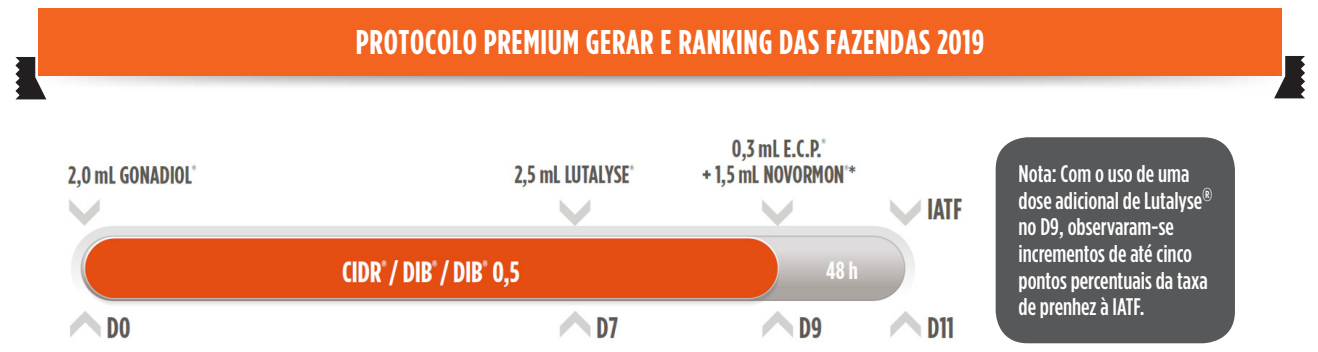 PROTOCOLO PREMIUM GERAR E RANKING DAS FAZENDAS 2019
2,0 mL GONADIOL®
2,5 mL LUTALYSE®
0,3 mL E.C.P.®
+ 1,5 mL NOVORMON®*
IATF
CIDR® / DIB® / DIB® 0,5
48 h
D0
D7
D9
D11
Nota: Com o uso de uma
dose adicional de Lutalyse®
no D9, observaram-se
incrementos de até cinco
pontos percentuais da taxa
de prenhez à IATF.